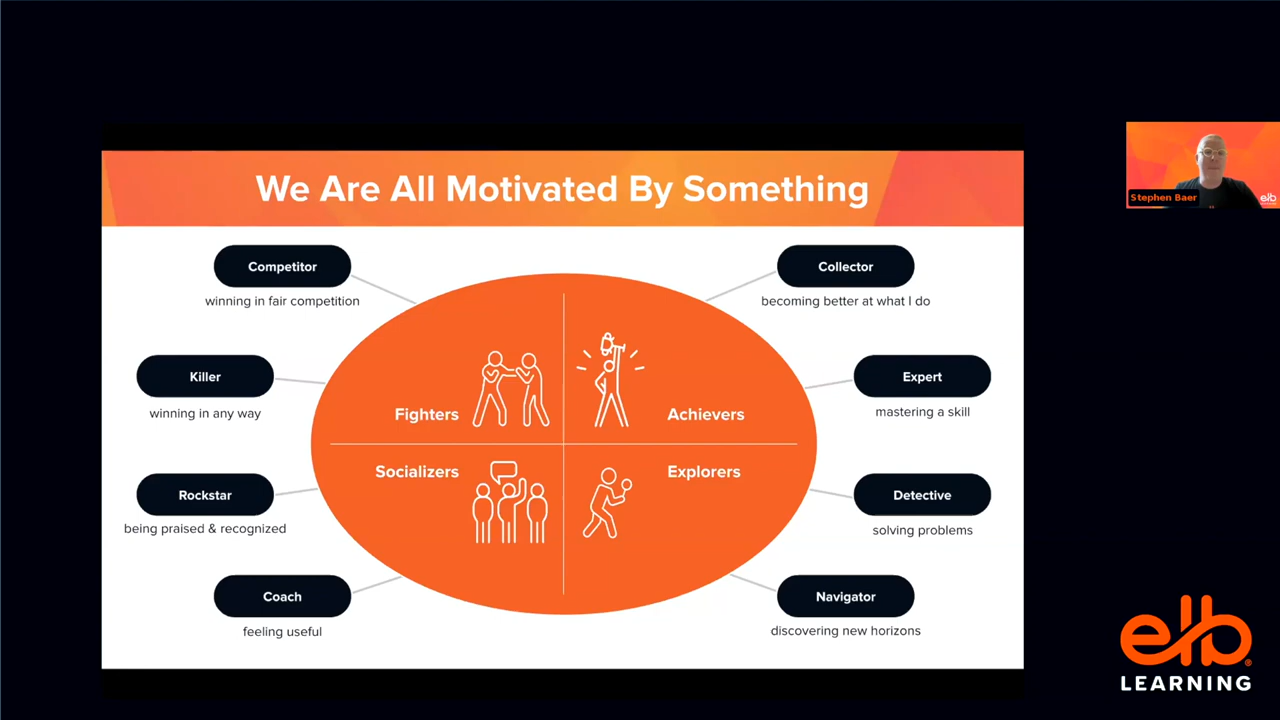 We Are All Motivated By Something
Competitor
winning in fair competition
Killer
winning in any way
Rockstar
being praised & recognized
Coach
feeling useful
Fighters
Achievers
Socializers
Explorers
Collector
becoming better at what I do
Expert
mastering a skill
Detective
solving problems
Navigator
discovering new horizons
Stephen Baer
elb
elb®
LEARNING